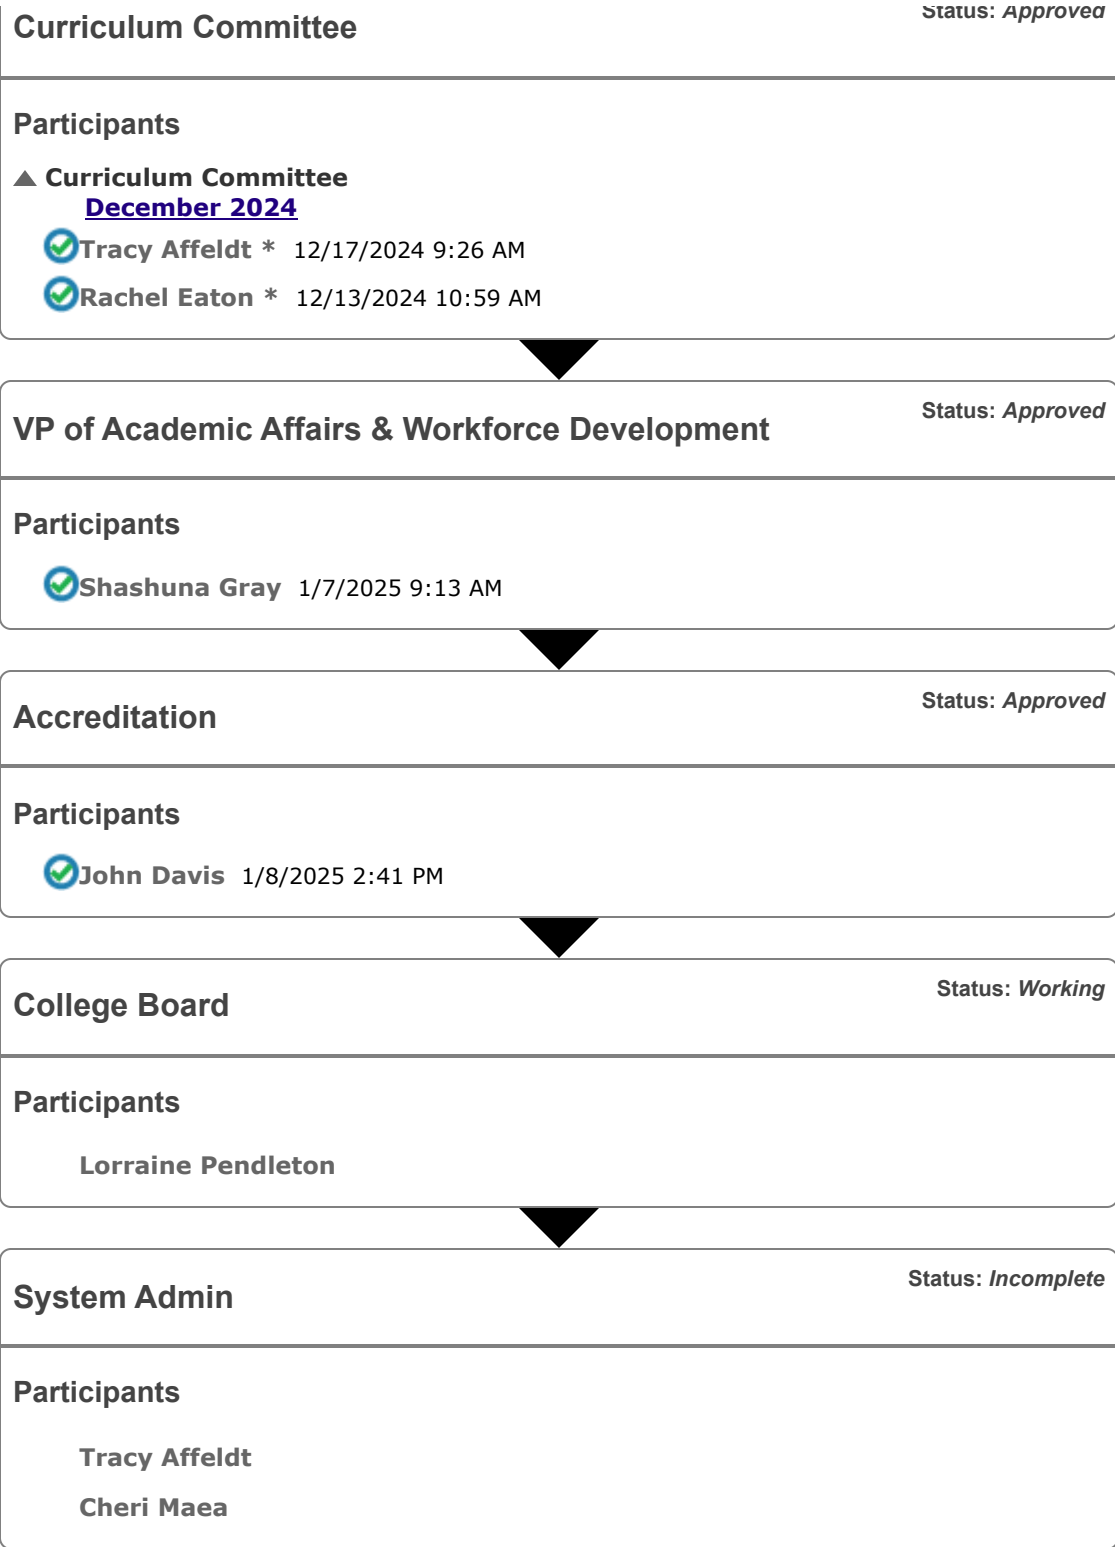 Curriculum Committee
Status: Approved
Participants
Curriculum Committee
December 2024
Tracy Affeldt * 12/17/2024 9:26 AM
Rachel Eaton * 12/13/2024 10:59 AM
VP of Academic Affairs & Workforce Development
Status: Approved
Participants
Shashuna Gray 1/7/2025 9:13 AM
Accreditation
Status: Approved
Participants
John Davis 1/8/2025 2:41 PM
College Board
Status: Working
Participants
Lorraine Pendleton
System Admin
Status: Incomplete
Participants
Tracy Affeldt
Cheri Maea